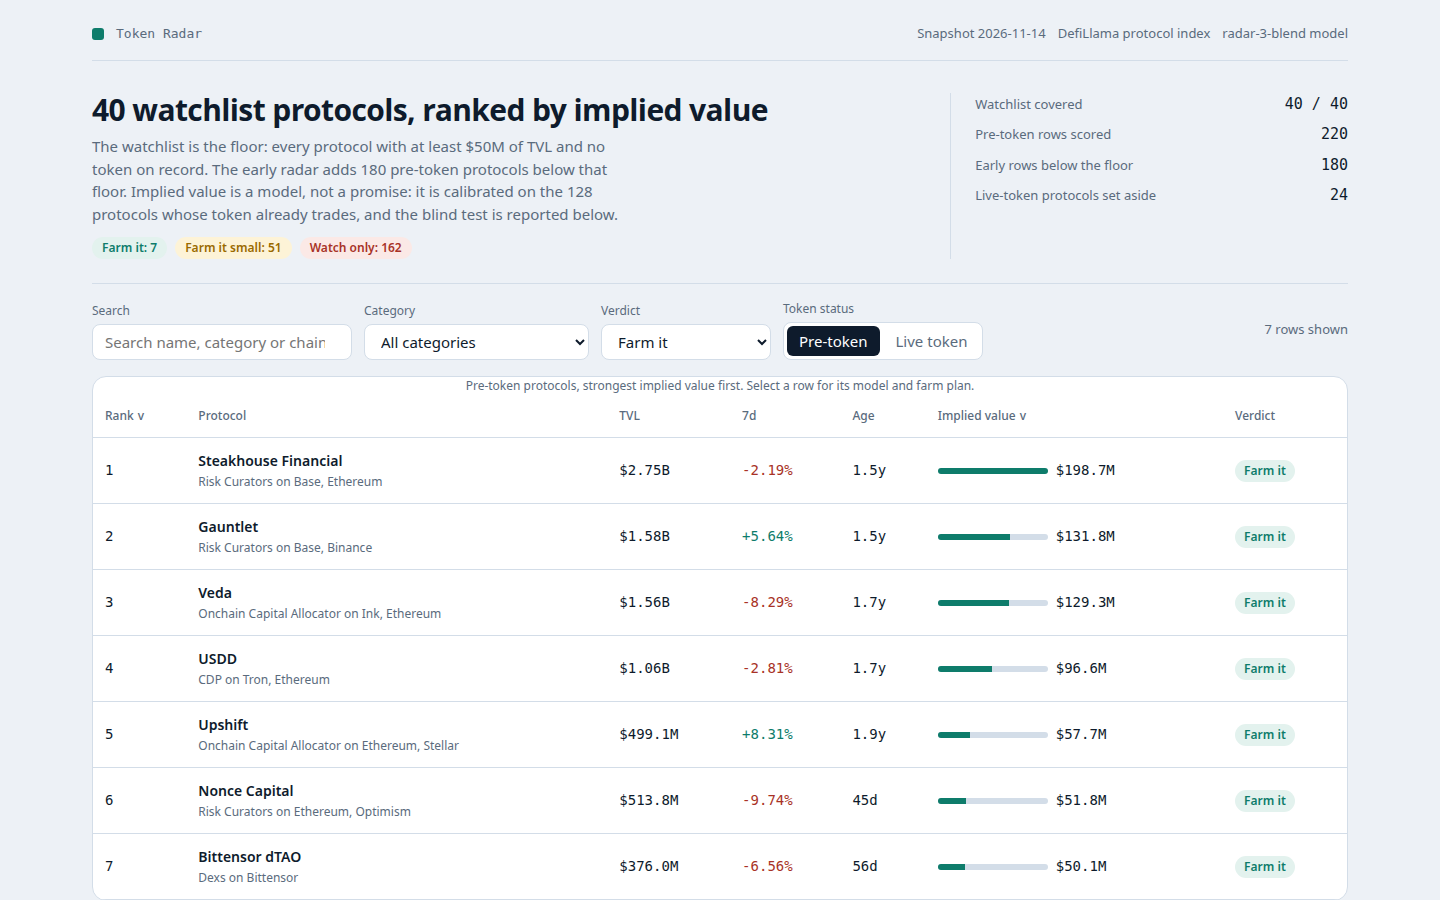 Token Radar
Snapshot 2026-11-14 DefiLlama protocol index radar-3-blend model
40 watchlist protocols, ranked by implied value
The watchlist is the floor: every protocol with at least $50M of TVL and no
token on record. The early radar adds 180 pre-token protocols below that
floor. Implied value is a model, not a promise: it is calibrated on the 128
protocols whose token already trades, and the blind test is reported below.
Farm it: 7 Farm it small: 51 Watch only: 162
Watchlist covered 40 / 40
Pre-token rows scored 220
Early rows below the floor 180
Live-token protocols set aside 24
Search Category Verdict Token status
Search name, category or chain All categories Farm it Pre-token Live token 7 rows shown
Pre-token protocols, strongest implied value first. Select a row for its model and farm plan.
Rank v Protocol TVL 7d Age Implied value v Verdict
1 Steakhouse Financial $2.75B -2.19% 1.5y $198.7M Farm it
Risk Curators on Base, Ethereum
2 Gauntlet $1.58B +5.64% 1.5y $131.8M Farm it
Risk Curators on Base, Binance
3 Veda $1.56B -8.29% 1.7y $129.3M Farm it
Onchain Capital Allocator on Ink, Ethereum
4 USDD $1.06B -2.81% 1.7y $96.6M Farm it
CDP on Tron, Ethereum
5 Upshift $499.1M +8.31% 1.9y $57.7M Farm it
Onchain Capital Allocator on Ethereum, Stellar
6 Nonce Capital $513.8M -9.74% 45d $51.8M Farm it
Risk Curators on Ethereum, Optimism
7 Bittensor dTAO $376.0M -6.56% 56d $50.1M Farm it
Dexs on Bittensor